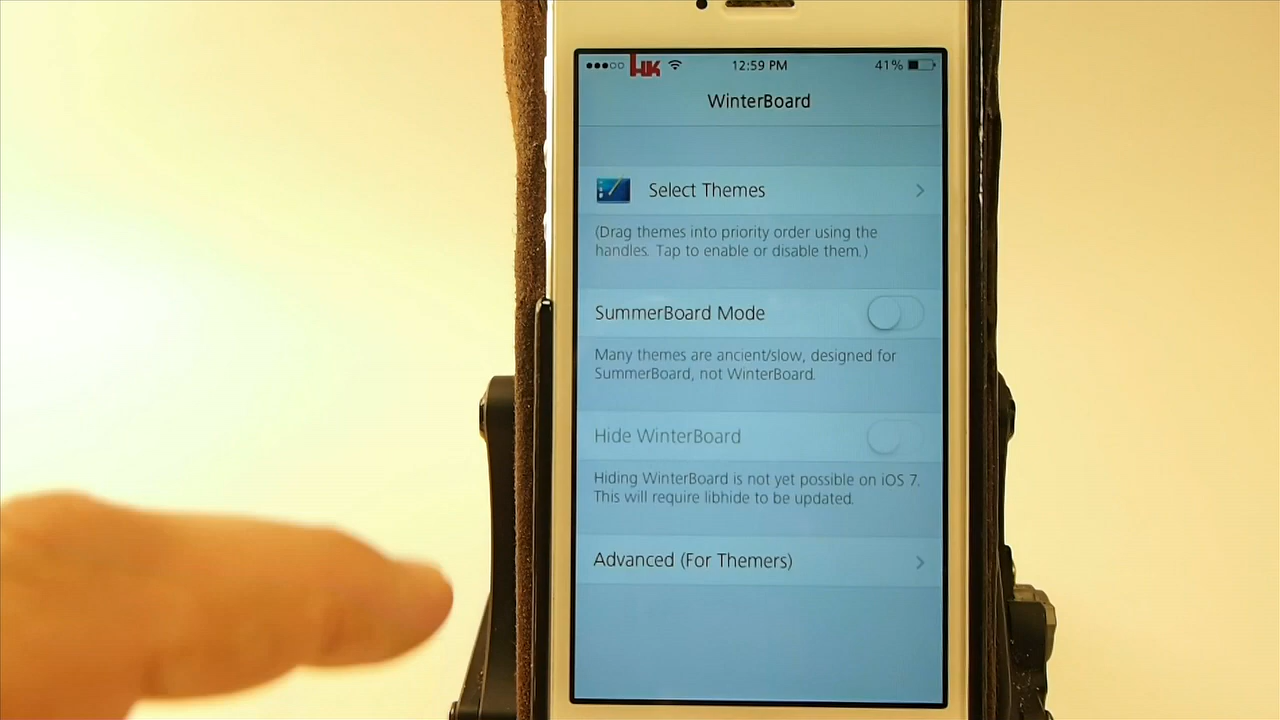 HK 12:59 PM 41%
WinterBoard
Select Themes
(Drag themes into priority order using the
handles. Tap to enable or disable them.)
SummerBoard Mode
Many themes are ancient/slow, designed for
SummerBoard, not WinterBoard.
Hide WinterBoard
Hiding WinterBoard is not yet possible on iOS 7.
This will require libhide to be updated.
Advanced (For Themers)